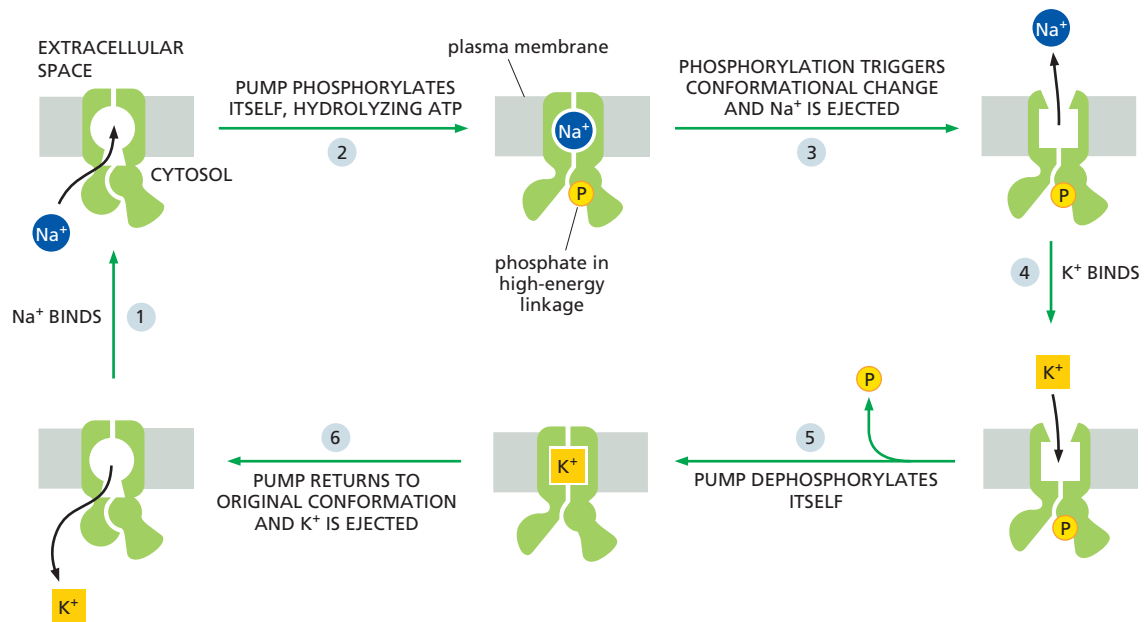 EXTRACELLULAR
SPACE
CYTOSOL
Na⁺
PUMP PHOSPHORYLATES
ITSELF, HYDROLYZING ATP
2
plasma membrane
Na⁺
P
phosphate in
high-energy
linkage
PHOSPHORYLATION TRIGGERS
CONFORMATIONAL CHANGE
AND Na⁺ IS EJECTED
3
Na⁺
P
4
K⁺ BINDS
K⁺
P
P
5
PUMP DEPHOSPHORYLATES
ITSELF
K⁺
6
PUMP RETURNS TO
ORIGINAL CONFORMATION
AND K⁺ IS EJECTED
K⁺
Na⁺ BINDS
1